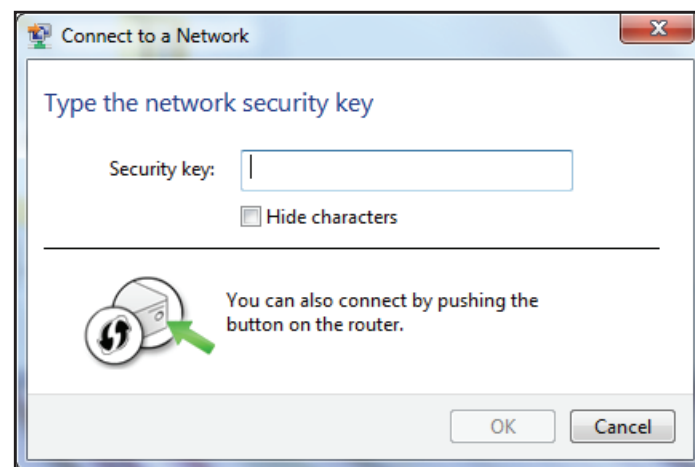 Connect to a Network
Type the network security key
Security key:
Hide characters
You can also connect by pushing the
button on the router.
OK
Cancel